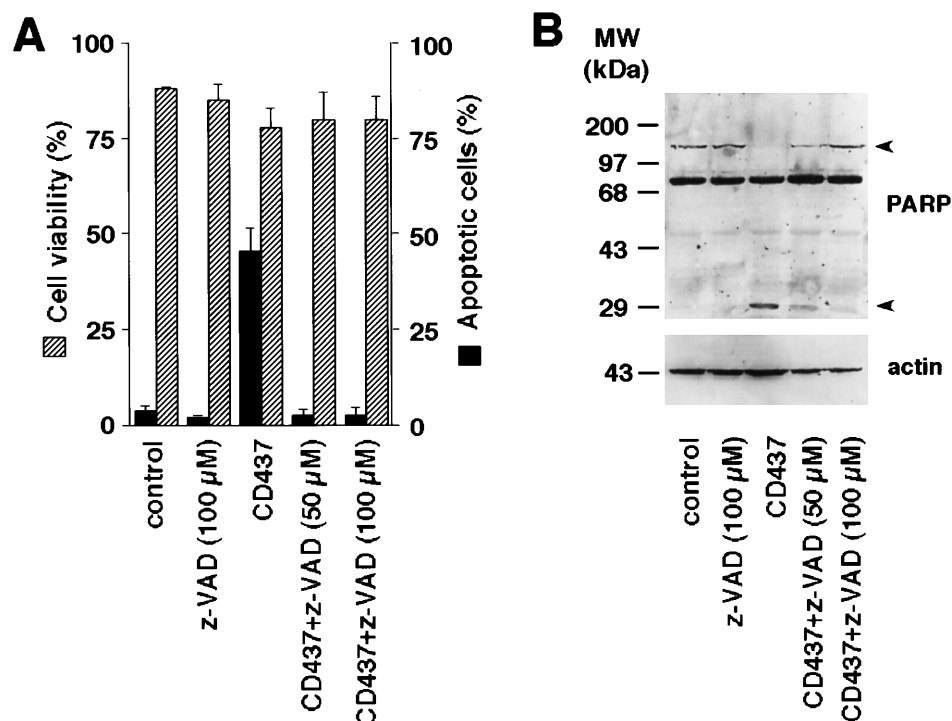 A
100
75
50
25
0
Cell viability (%)
100
75
50
25
0
Apoptotic cells (%)
control
z-VAD (100 µM)
CD437
CD437+z-VAD (50 µM)
CD437+z-VAD (100 µM)
B
MW
(kDa)
200
97
68
43
29
PARP
43
actin
control
z-VAD (100 µM)
CD437
CD437+z-VAD (50 µM)
CD437+z-VAD (100 µM)